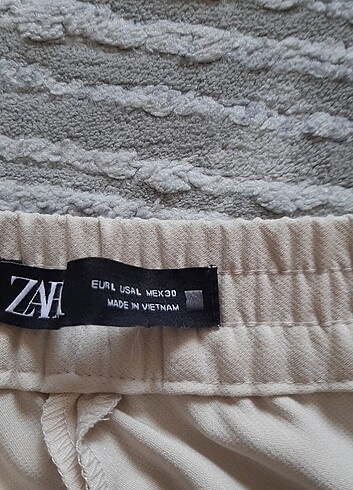 ZARA
EUR L USA L MEX 30
MADE IN VIETNAM